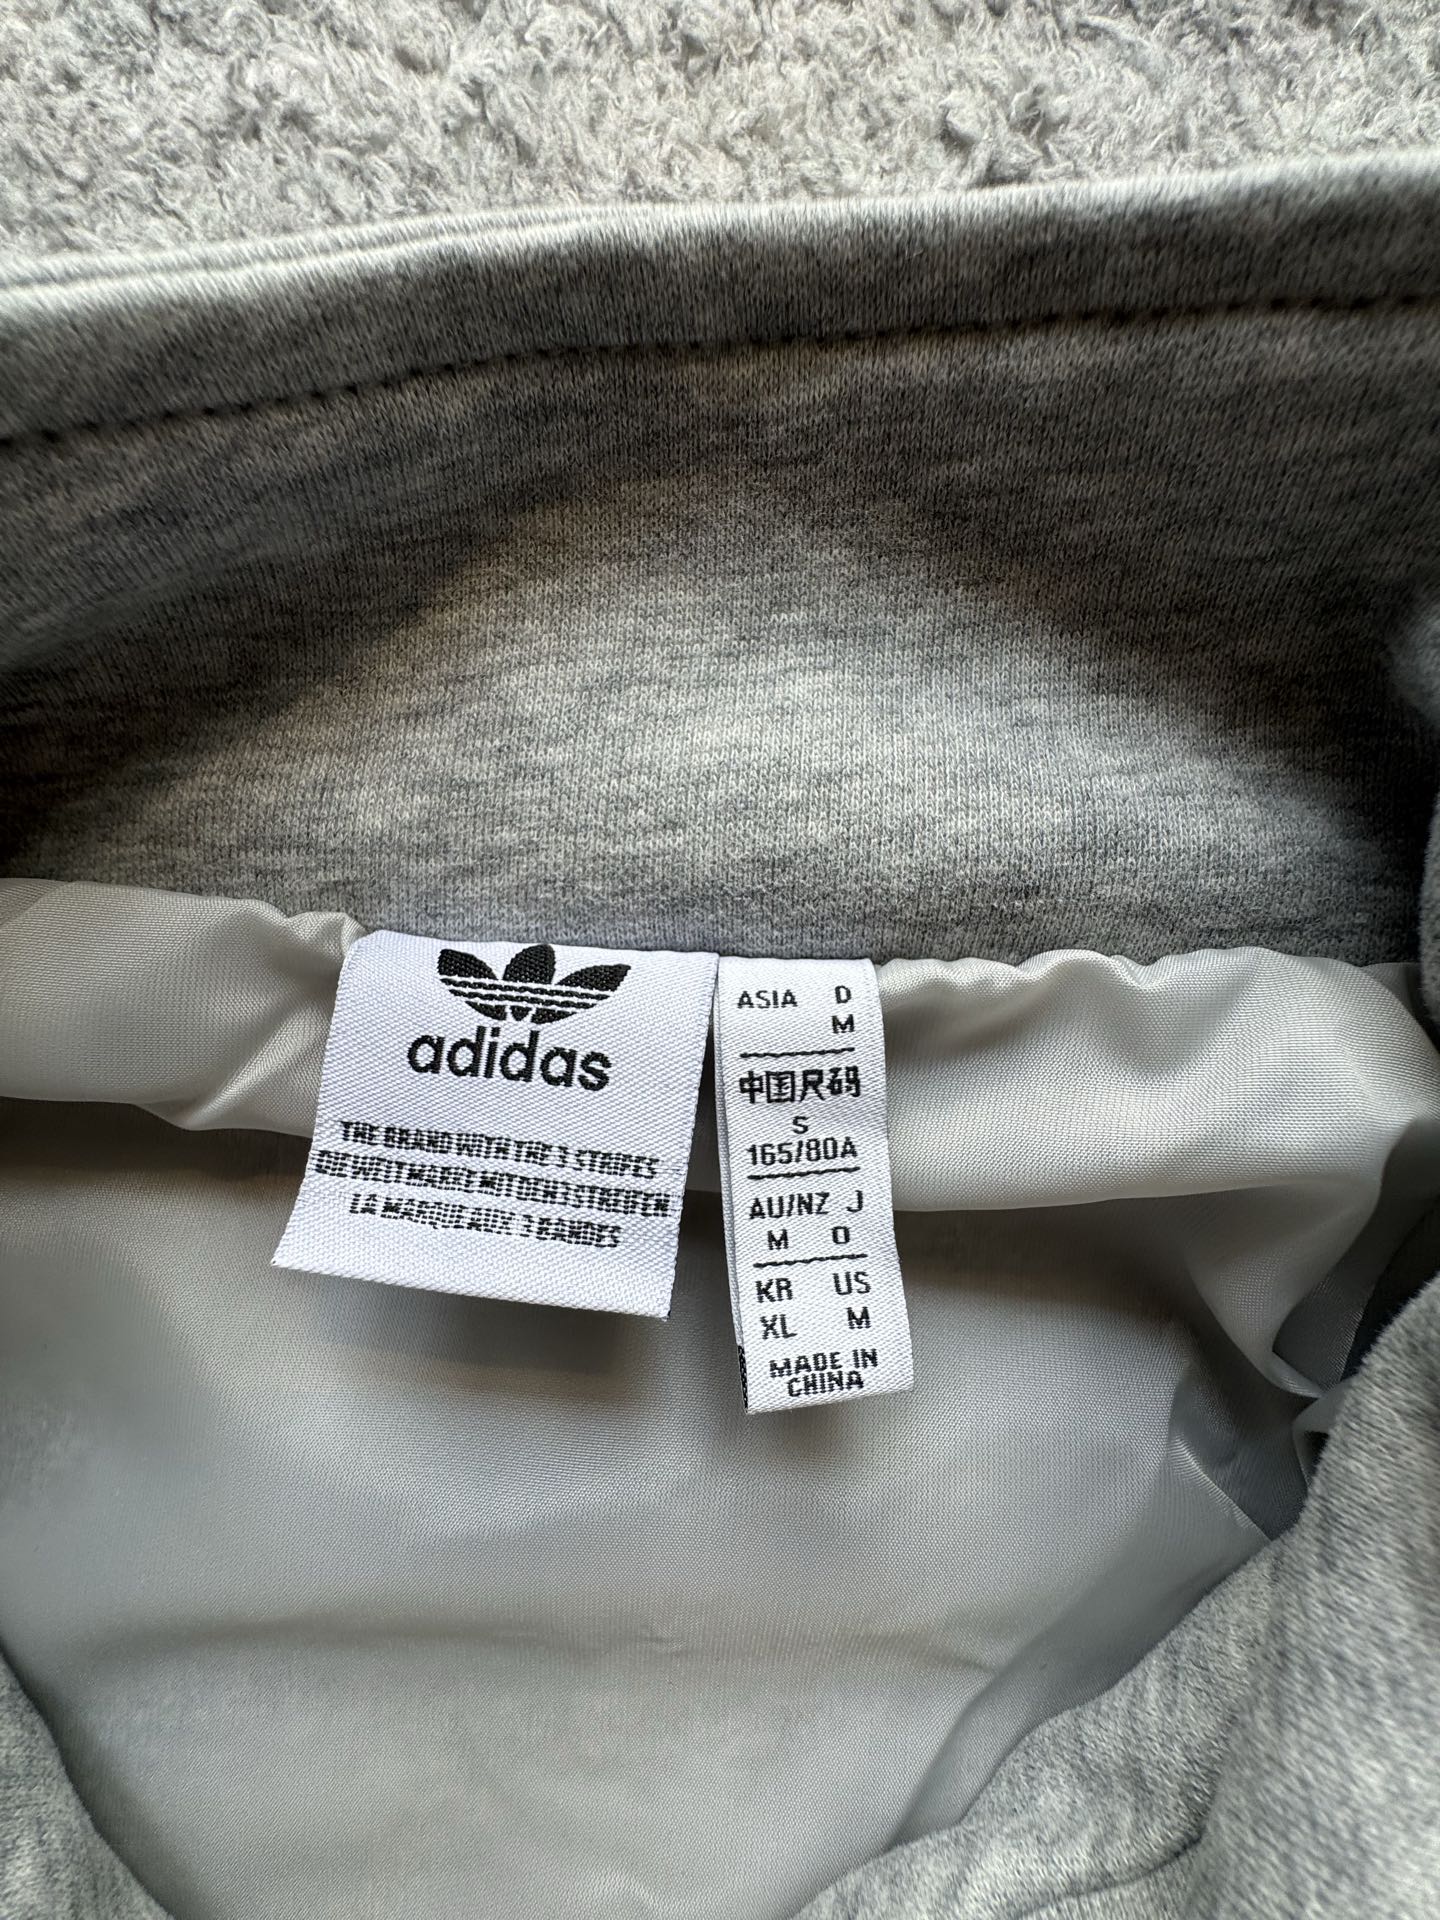 adidas
THE BRAND WITH THE 3 STRIPES
DIE WELTMARKE MIT DEN 3 STREIFEN
LA MARQUE AUX 3 BANDES
ASIA D
M
中国尺码
S
165/80A
AU/NZ J
M O
KR US
XL M
MADE IN
CHINA